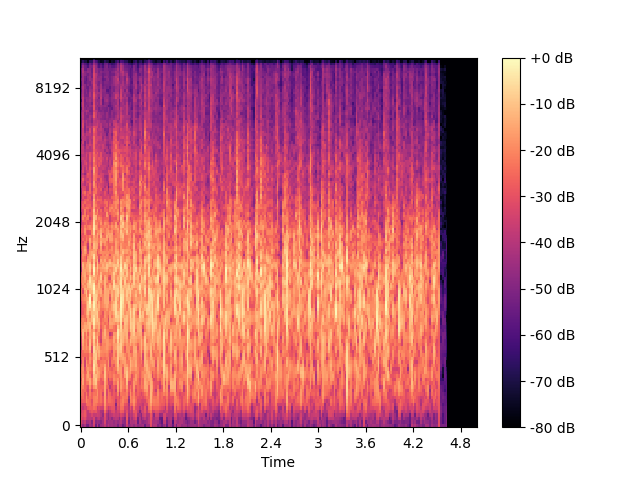 +0 dB
8192
-10 dB
4096
-20 dB
-30 dB
2048
Hz
-40 dB
1024
-50 dB
-60 dB
512
-70 dB
0
-80 dB
0 0.6 1.2 1.8 2.4 3 3.6 4.2 4.8
Time